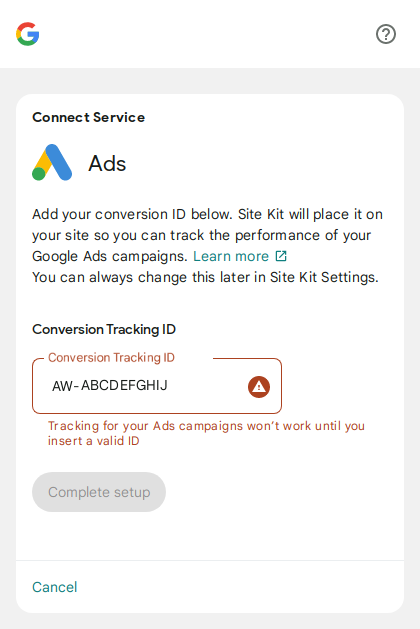 Connect Service
Ads
Add your conversion ID below. Site Kit will place it on
your site so you can track the performance of your
Google Ads campaigns. Learn more
You can always change this later in Site Kit Settings.
Conversion Tracking ID
Conversion Tracking ID
AW-ABCDEFGHIJ
Tracking for your Ads campaigns won’t work until you
insert a valid ID
Complete setup
Cancel